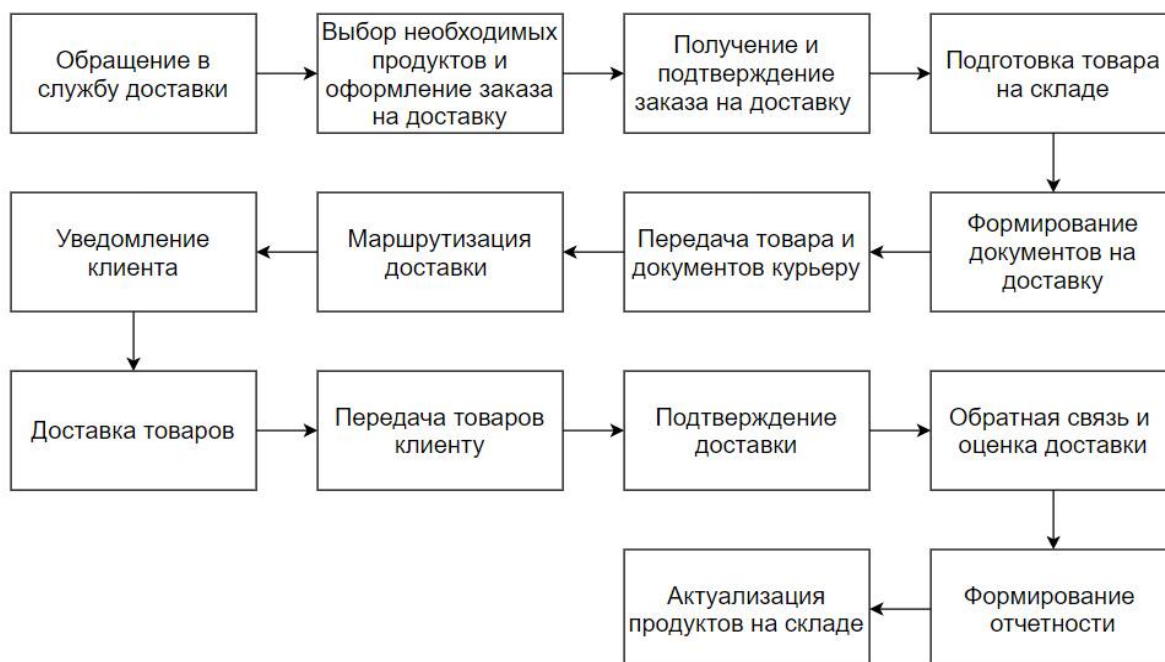 Обращение в
службу доставки
Выбор необходимых
продуктов и
оформление заказа
на доставку
Получение и
подтверждение
заказа на доставку
Подготовка товара
на складе
Формирование
документов на
доставку
Передача товара и
документов курьеру
Маршрутизация
доставки
Уведомление
клиента
Доставка товаров
Передача товаров
клиенту
Подтверждение
доставки
Обратная связь и
оценка доставки
Формирование
отчетности
Актуализация
продуктов на складе